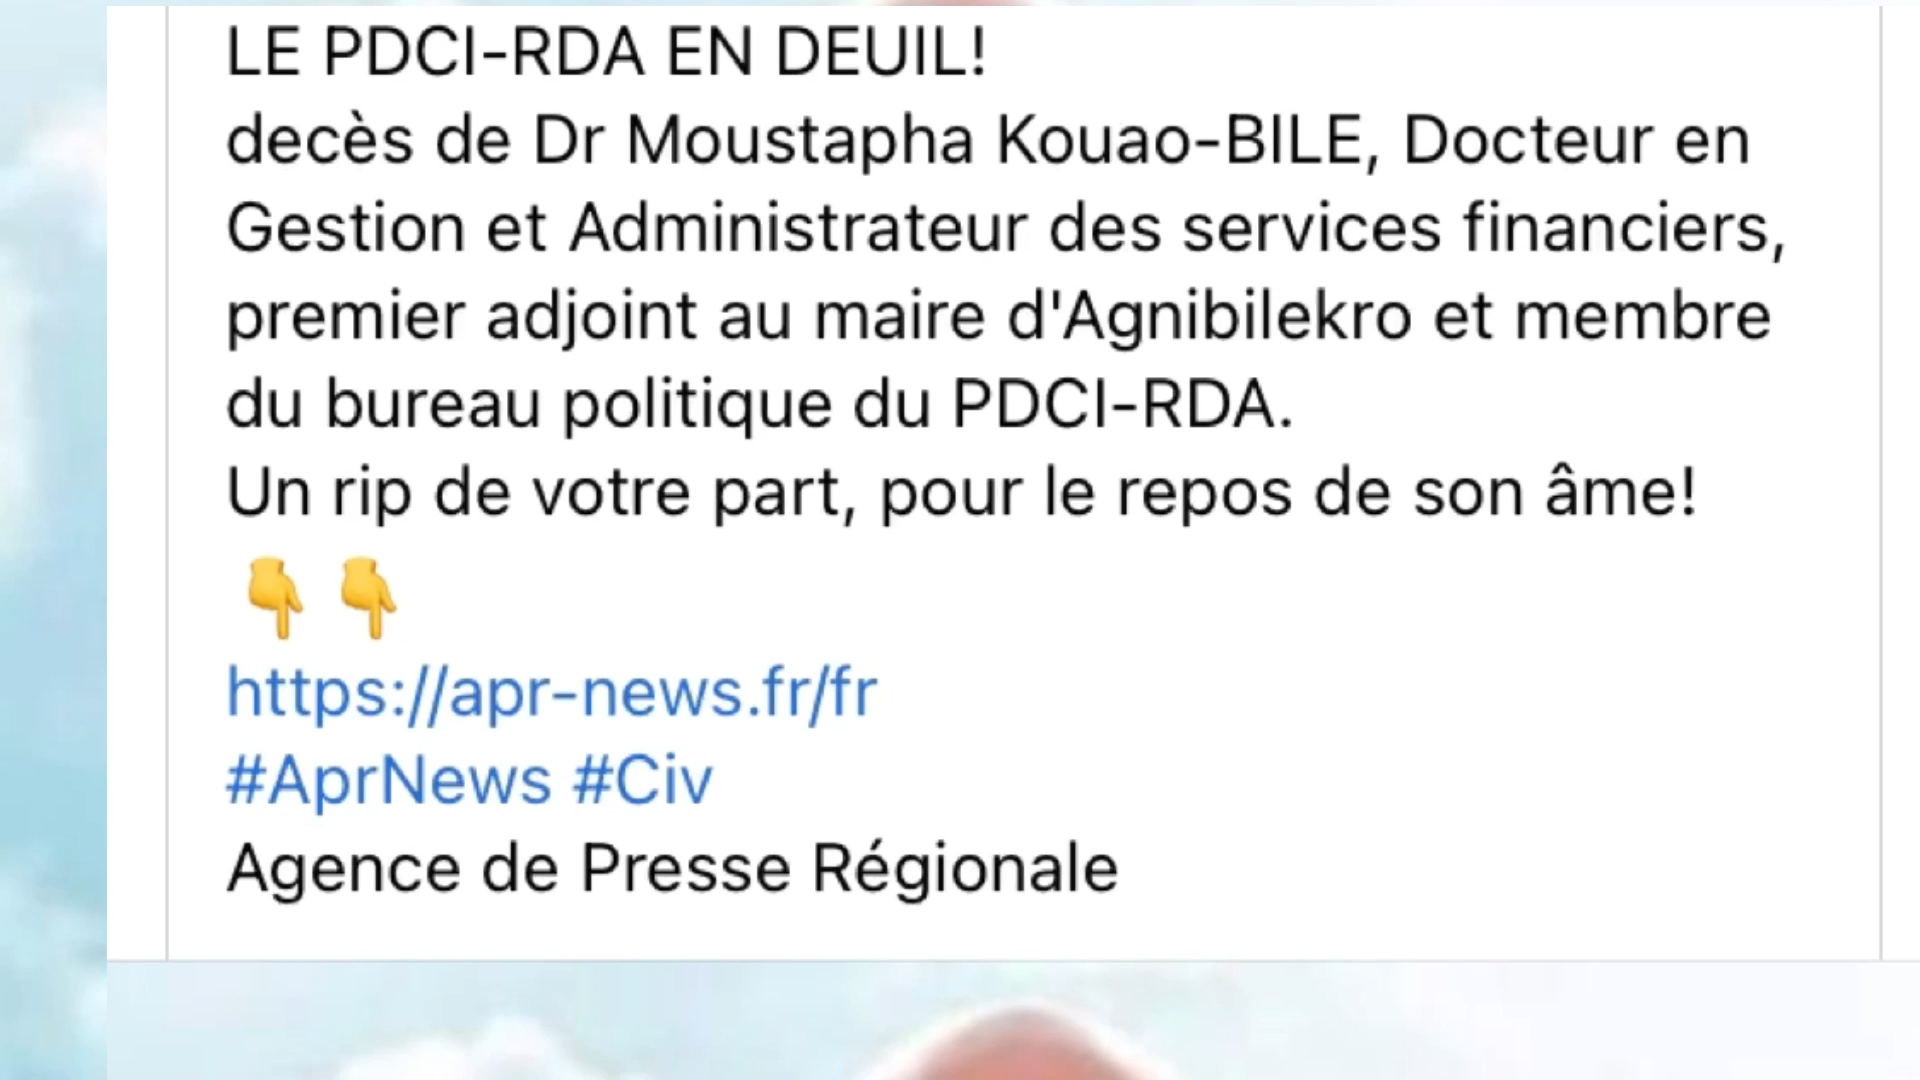 LE PDCI-RDA EN DEUIL!
decès de Dr Moustapha Kouao-BILE, Docteur en
Gestion et Administrateur des services financiers,
premier adjoint au maire d'Agnibilekro et membre
du bureau politique du PDCI-RDA.
Un rip de votre part, pour le repos de son âme!
👇 👇
https://apr-news.fr/fr
#AprNews #Civ
Agence de Presse Régionale